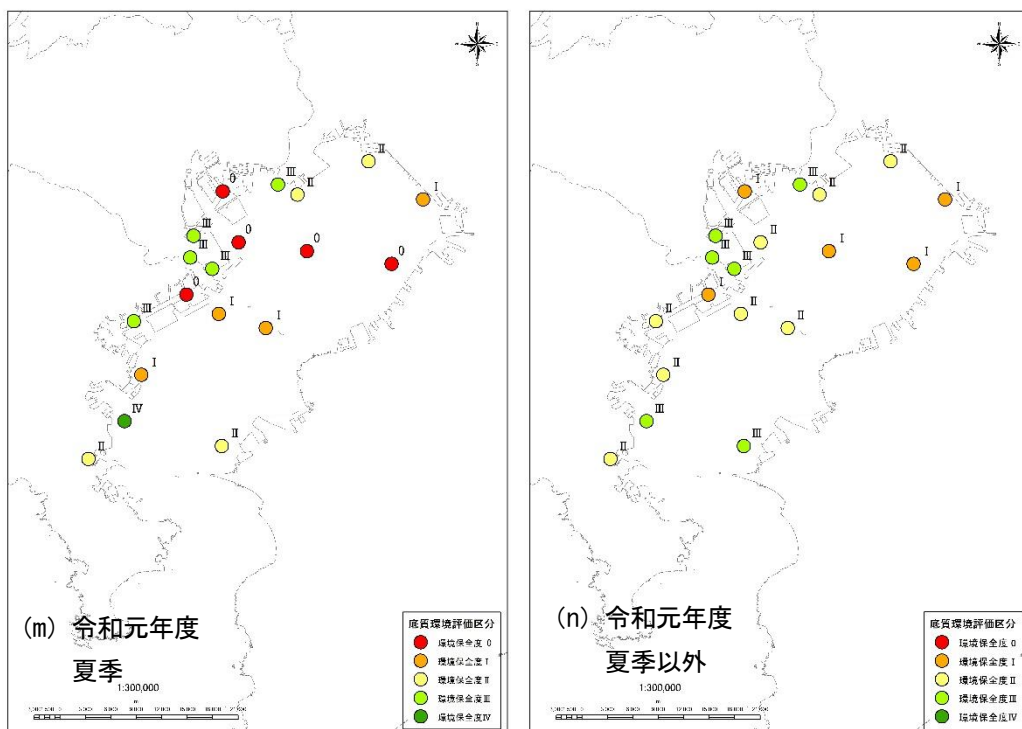 II
III
II
0
I
III
0
III
0
0
III
0
I
III
I
I
IV
II
II
(m) 令和元年度
夏季
1:300,000
底質環境評価区分
環境保全度 0
環境保全度 I
環境保全度 II
環境保全度 III
環境保全度 IV
II
III
II
I
I
III
II
III
I
I
III
I
II
II
II
II
III
III
II
(n) 令和元年度
夏季以外
1:300,000
底質環境評価区分
環境保全度 0
環境保全度 I
環境保全度 II
環境保全度 III
環境保全度 IV